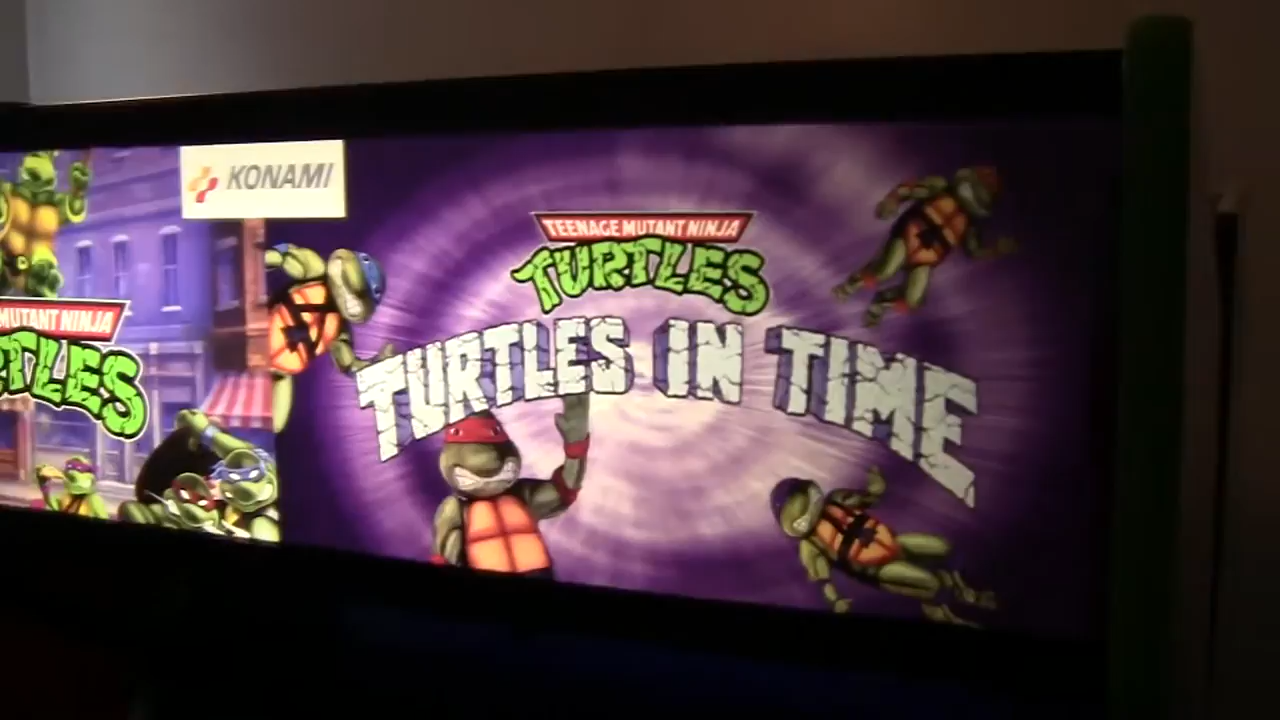 KONAMI
MUTANT NINJA
TLES
TEENAGE MUTANT NINJA
TURTLES
TURTLES IN TIME